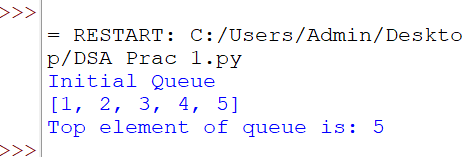 >>>
= RESTART: C:/Users/Admin/Deskto
p/DSA Prac 1.py
Initial Queue
[1, 2, 3, 4, 5]
Top element of queue is: 5
>>>